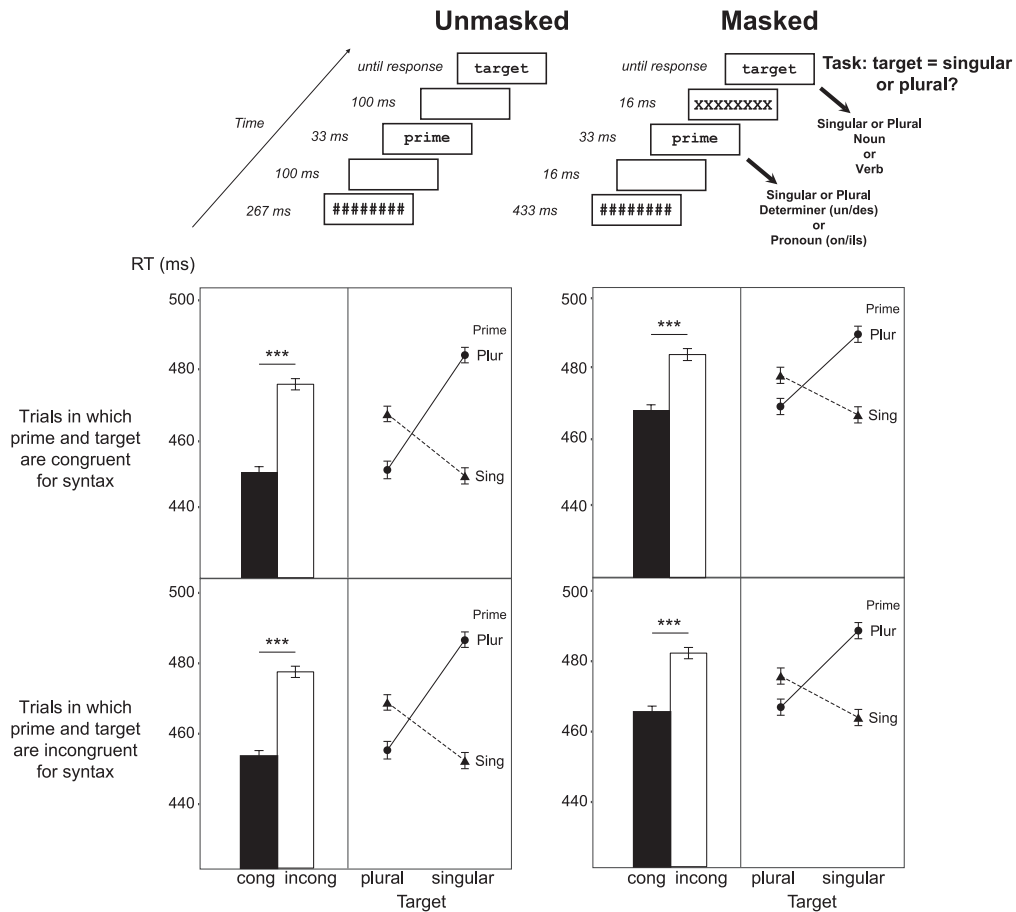 Unmasked
Masked
until response
target
100 ms
Time
33 ms
prime
100 ms
267 ms
########
until response
target
Task: target = singular
or plural?
16 ms
XXXXXXXX
33 ms
prime
Singular or Plural
Noun
or
Verb
16 ms
433 ms
########
Singular or Plural
Determiner (un/des)
or
Pronoun (on/ils)
RT (ms)
Trials in which
prime and target
are congruent
for syntax
500
480
460
440
***
Prime
Plur
Sing
500
480
460
440
***
Prime
Plur
Sing
Trials in which
prime and target
are incongruent
for syntax
500
480
460
440
***
Prime
Plur
Sing
cong incong
plural singular
Target
500
480
460
440
***
Prime
Plur
Sing
cong incong
plural singular
Target